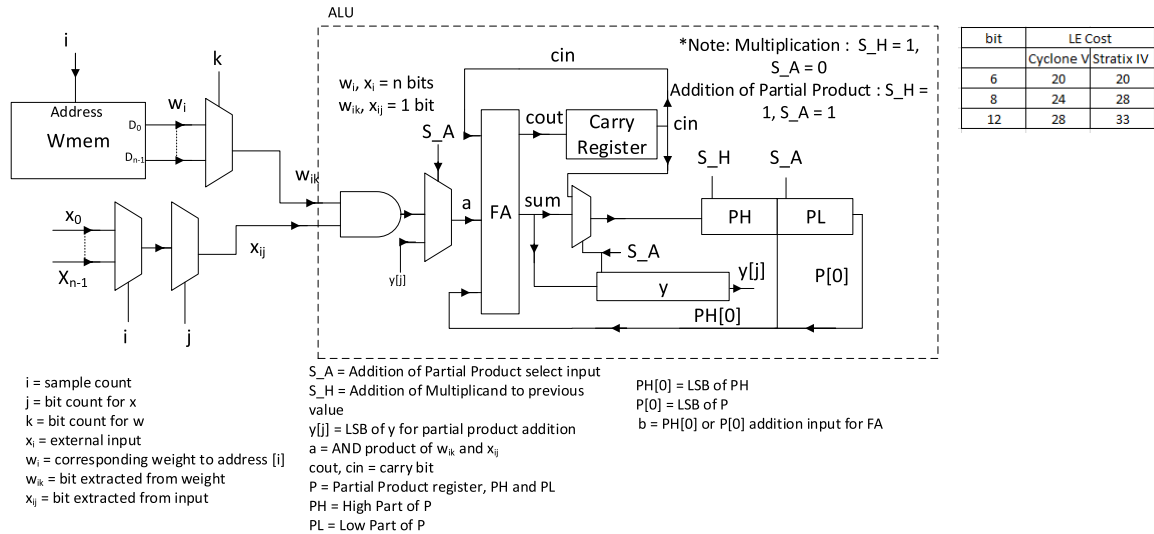 ALU
i
k
Address
Wmem
D0
Dn-1
wi
wi, xi = n bits
wik, xij = 1 bit
cin
*Note: Multiplication : S_H = 1,
S_A = 0
Addition of Partial Product : S_H =
1, S_A = 1
S_A
cout
Carry
Register
cin
wik
x0
Xn-1
xij
i
j
a
y[j]
FA
sum
S_H
S_A
PH
PL
S_A
y
y[j]
P[0]
PH[0]
bit LE Cost
Cyclone V Stratix IV
6 20 20
8 24 28
12 28 33
i = sample count
j = bit count for x
k = bit count for w
xi = external input
wi = corresponding weight to address [i]
wik = bit extracted from weight
xij = bit extracted from input
S_A = Addition of Partial Product select input
S_H = Addition of Multiplicand to previous
value
y[j] = LSB of y for partial product addition
a = AND product of wik and xij
cout, cin = carry bit
P = Partial Product register, PH and PL
PH = High Part of P
PL = Low Part of P
PH[0] = LSB of PH
P[0] = LSB of P
b = PH[0] or P[0] addition input for FA